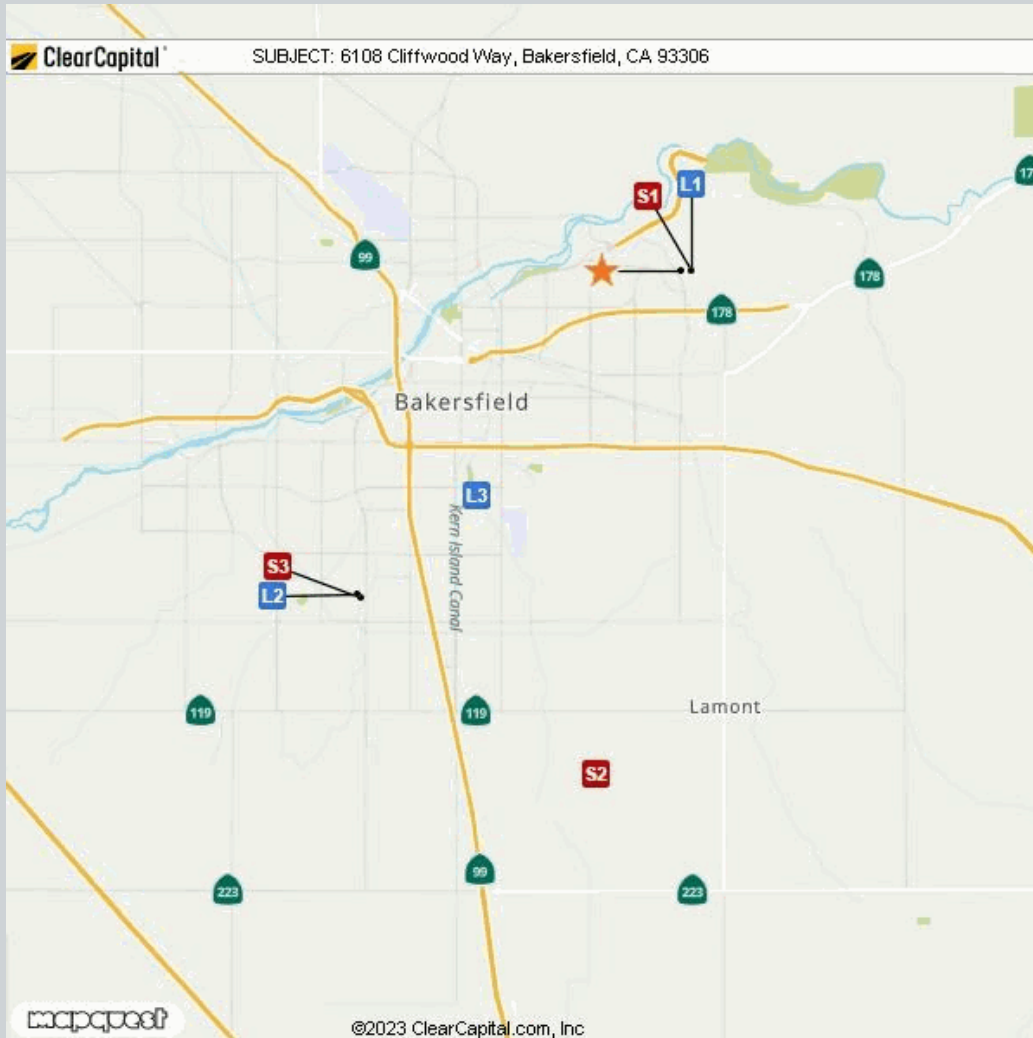 ClearCapital
SUBJECT: 6108 Cliffwood Way, Bakersfield, CA 93306
S1
L1
99
178
178
Bakersfield
L3
Kern Island Canal
S3
L2
119
119
Lamont
S2
99
223
223
mapquest
©2023 ClearCapital.com, Inc